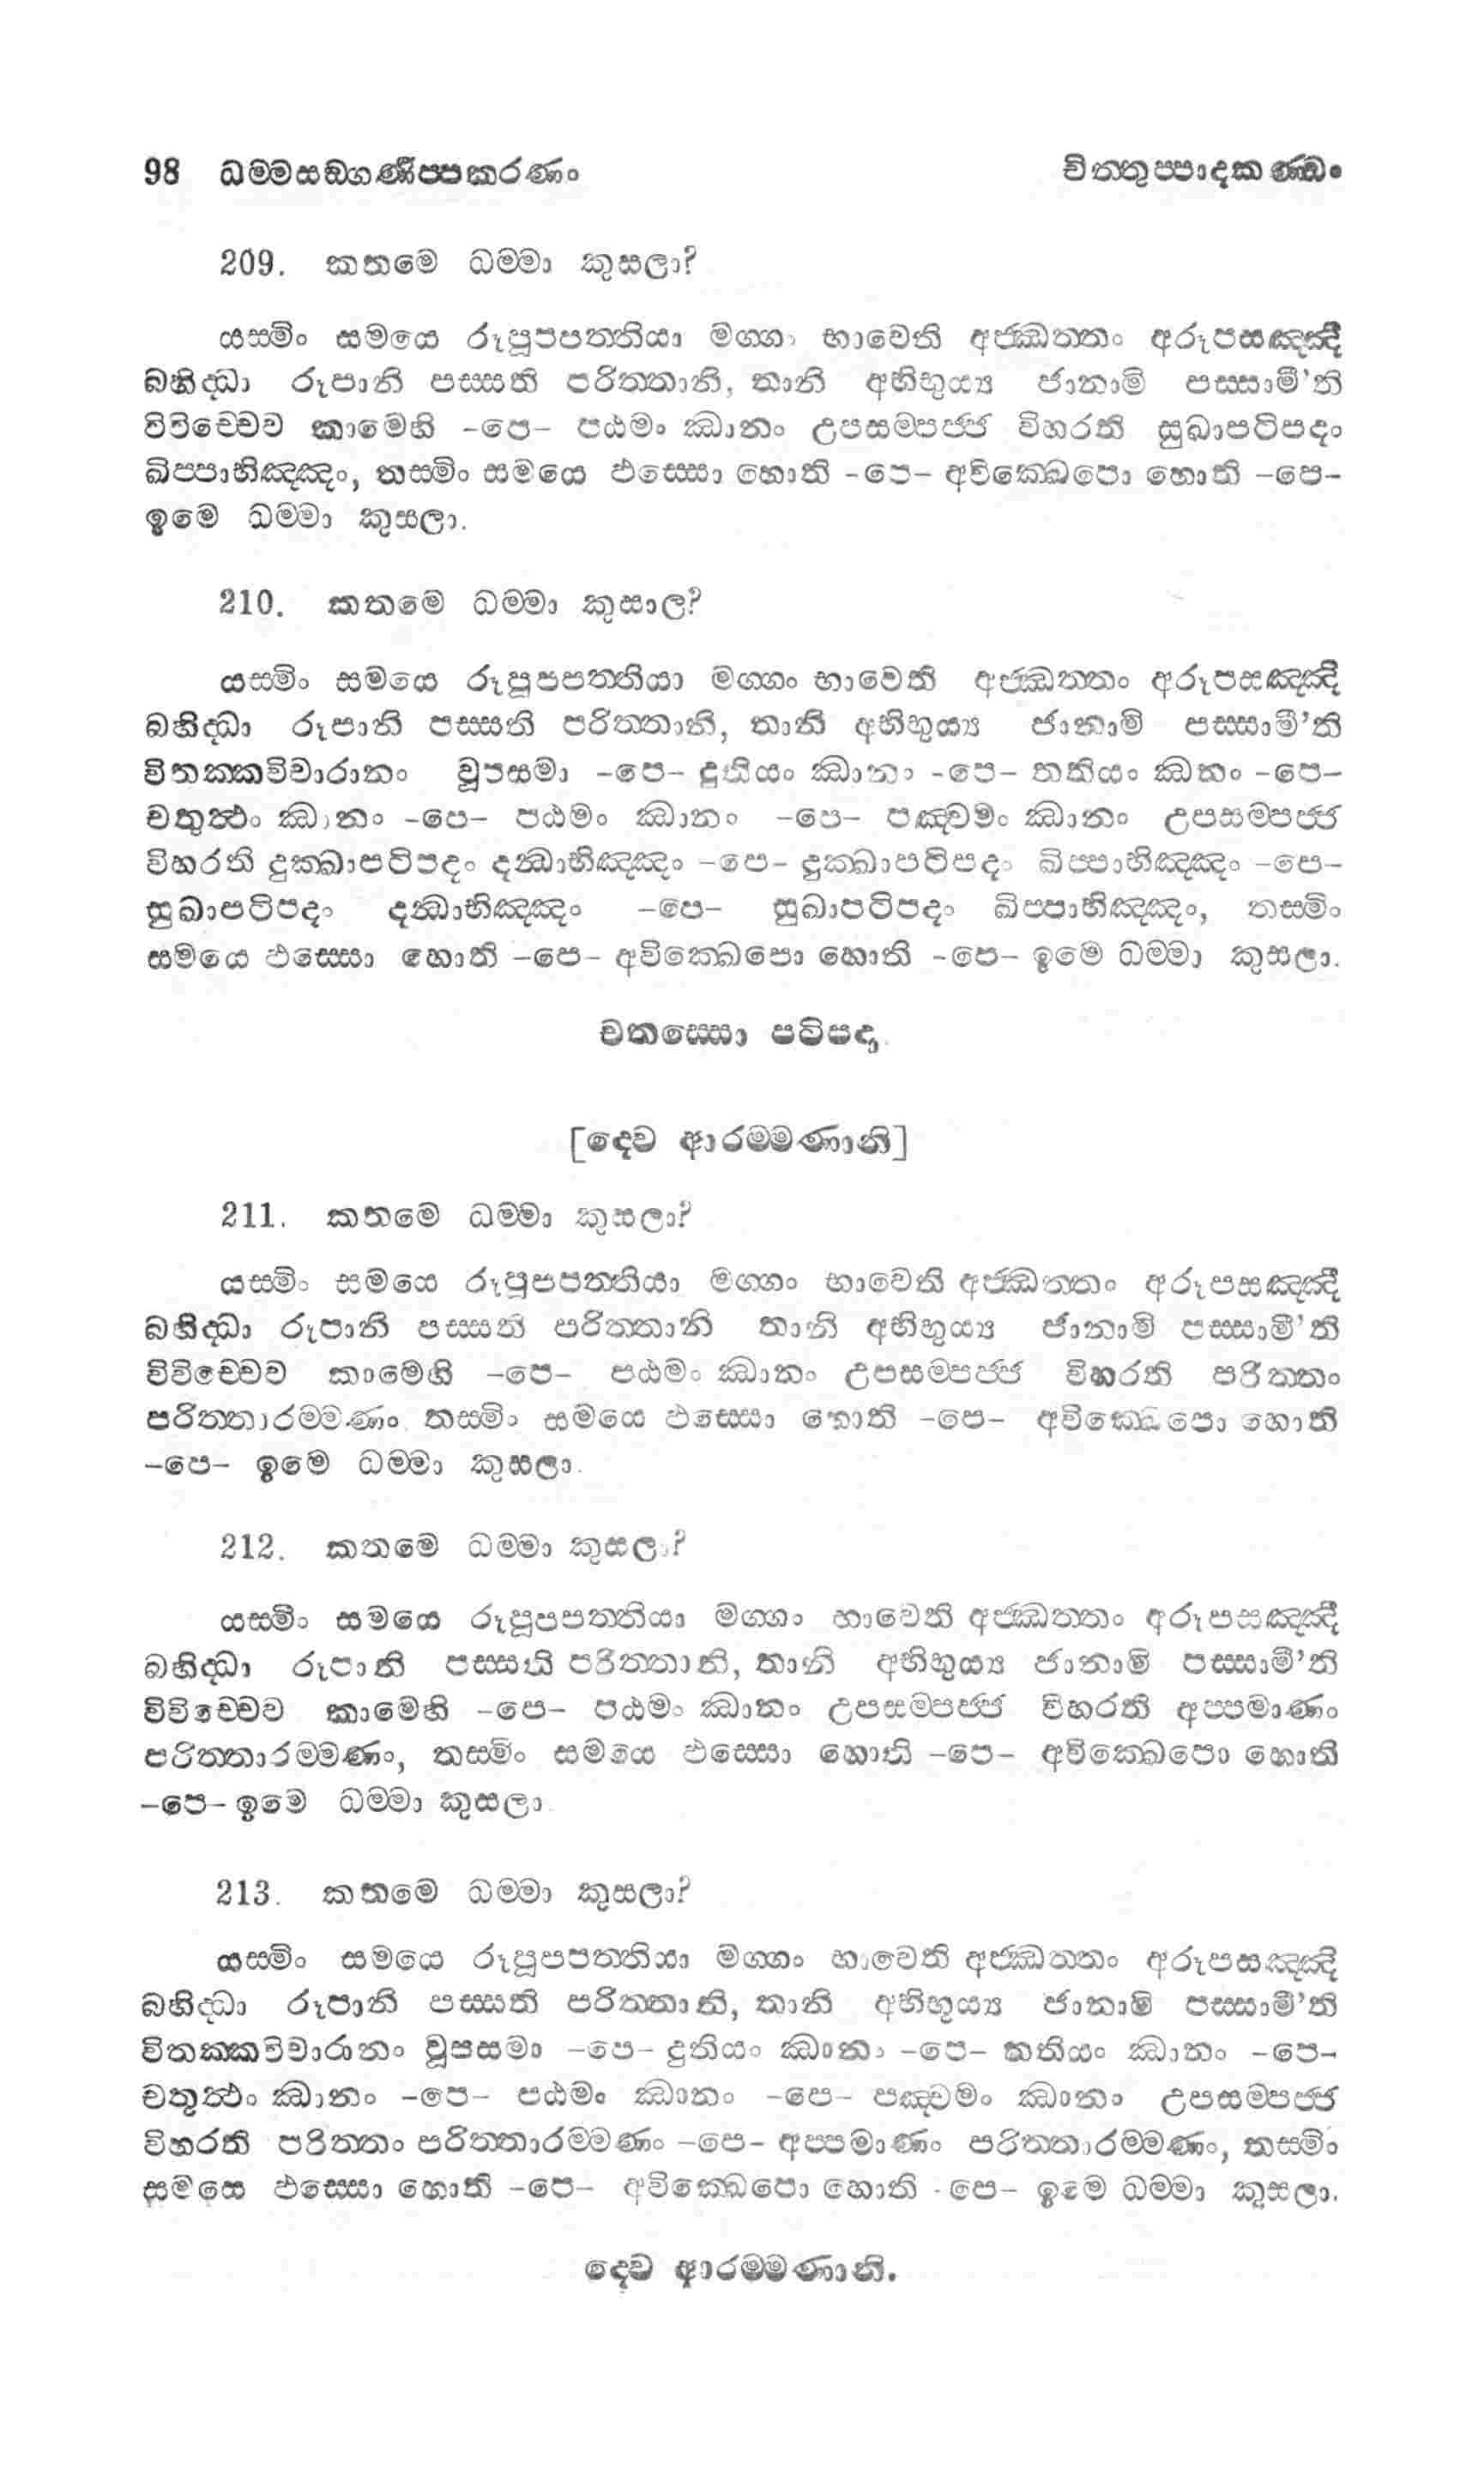 98 ධම්මසඞ්ගණිප්පකරණං චිත්තුප්පාදකණ්ඩං
209. කතමෙ ධම්මා කුසලා?
යස්මිං සමයෙ රූපූපපත්තියා මග්ගං භාවෙති අජ්ඣත්තං අරූපසඤ්ඤී
බහිද්ධා රූපානි පස්සති පරිත්තානි, තානි අභිභුය්‍ය ජානාමි පස්සාමී'ති
විවිච්චෙව කාමෙහි -පෙ- පඨමං ඣානං උපසම්පජ්ජ විහරති සුඛාපටිපදං
ඛිප්පාභිඤ්ඤං, තස්මිං සමයෙ ඵස්සො හොති -පෙ- අවික්ඛෙපො හොති -පෙ-
ඉමෙ ධම්මා කුසලා.
210. කතමෙ ධම්මා කුසාල?
යස්මිං සමයෙ රූපූපපත්තියා මග්ගං භාවෙති අජ්ඣත්තං අරූපසඤ්ඤි
බහිද්ධා රූපානි පස්සති පරිත්තානි, තානි අභිභුය්‍ය ජානාමි පස්සාමී'ති
විතක්කවිචාරානං වූපසමා -පෙ- දුතියං ඣානං -පෙ- තතියං ඣනං -පෙ-
චතුත්ථං ඣානං -පෙ- පඨමං ඣානං -පෙ- පඤ්චමං ඣානං උපසම්පජ්ජ
විහරති දුක්ඛාපටිපදං දන්ධාභිඤ්ඤං -පෙ- දුක්ඛාපටිපදං ඛිප්පාභිඤ්ඤං -පෙ-
සුඛාපටිපදං දන්ධාභිඤ්ඤං -පෙ- සුඛාපටිපදං ඛිප්පාභිඤ්ඤං, තස්මිං
සමයෙ ඵස්සො හොති -පෙ- අවික්ඛෙපො හොති -පෙ- ඉමෙ ධම්මා කුසලා.
චතස්සො පටිපදා.
[ද්වෙ ආරම්මණානි]
211. කතමෙ ධම්මා කුසලා?
යස්මිං සමයෙ රූපූපපත්තියා මග්ගං භාවෙති අජ්ඣත්තං අරූපසඤ්ඤී
බහිද්ධා රූපානි පස්සති පරිත්තානි තානි අභිභුය්‍ය ජානාමි පස්සාමී'ති
විවිච්චෙව කාමෙහි -පෙ- පඨමං ඣානං උපසම්පජ්ජ විහරති පරිත්තං
පරිත්තාරම්මණං, තස්මිං සමයෙ ඵස්සො හොති -පෙ- අවික්ඛෙපො හොති
-පෙ- ඉමෙ ධම්මා කුසලා.
212. කතමෙ ධම්මා කුසලා?
යස්මිං සමයෙ රූපූපපත්තියා මග්ගං භාවෙති අජ්ඣත්තං අරූපසඤ්ඤී
බහිද්ධා රූපානි පස්සති පරිත්තානි, තානි අභිභුය්‍ය ජානාමි පස්සාමී'ති
විවිච්චෙව කාමෙහි -පෙ- පඨමං ඣානං උපසම්පජ්ජ විහරති අප්පමාණං
පරිත්තාරම්මණං, තස්මිං සමයෙ ඵස්සො හොති -පෙ- අවික්ඛෙපො හොති
-පෙ- ඉමෙ ධම්මා කුසලා.
213. කතමෙ ධම්මා කුසලා?
යස්මිං සමයෙ රූපූපපත්තියා මග්ගං භාවෙති අජ්ඣත්තං අරූපසඤ්ඤි
බහිද්ධා රූපානි පස්සති පරිත්තානි, තානි අභිභූය්‍ය ජානාමි පස්සාමී'ති
විතක්කවිචාරානං වූපසමා -පෙ- දුතියං ඣානං -පෙ- තතියං ඣානං -පෙ-
චතුත්ථං ඣානං -පෙ- පඨමං ඣානං -පෙ- පඤ්චමං ඣානං උපසම්පජ්ජ
විහරති පරිත්තං පරිත්තාරම්මණං -පෙ- අප්පමාණං පරිත්තාරම්මණං, තස්මිං
සමයෙ ඵස්සො හොති -පෙ- අවික්ඛෙපො හොති -පෙ- ඉමෙ ධම්මා කුසලා.
ද්වෙ ආරම්මණානි.